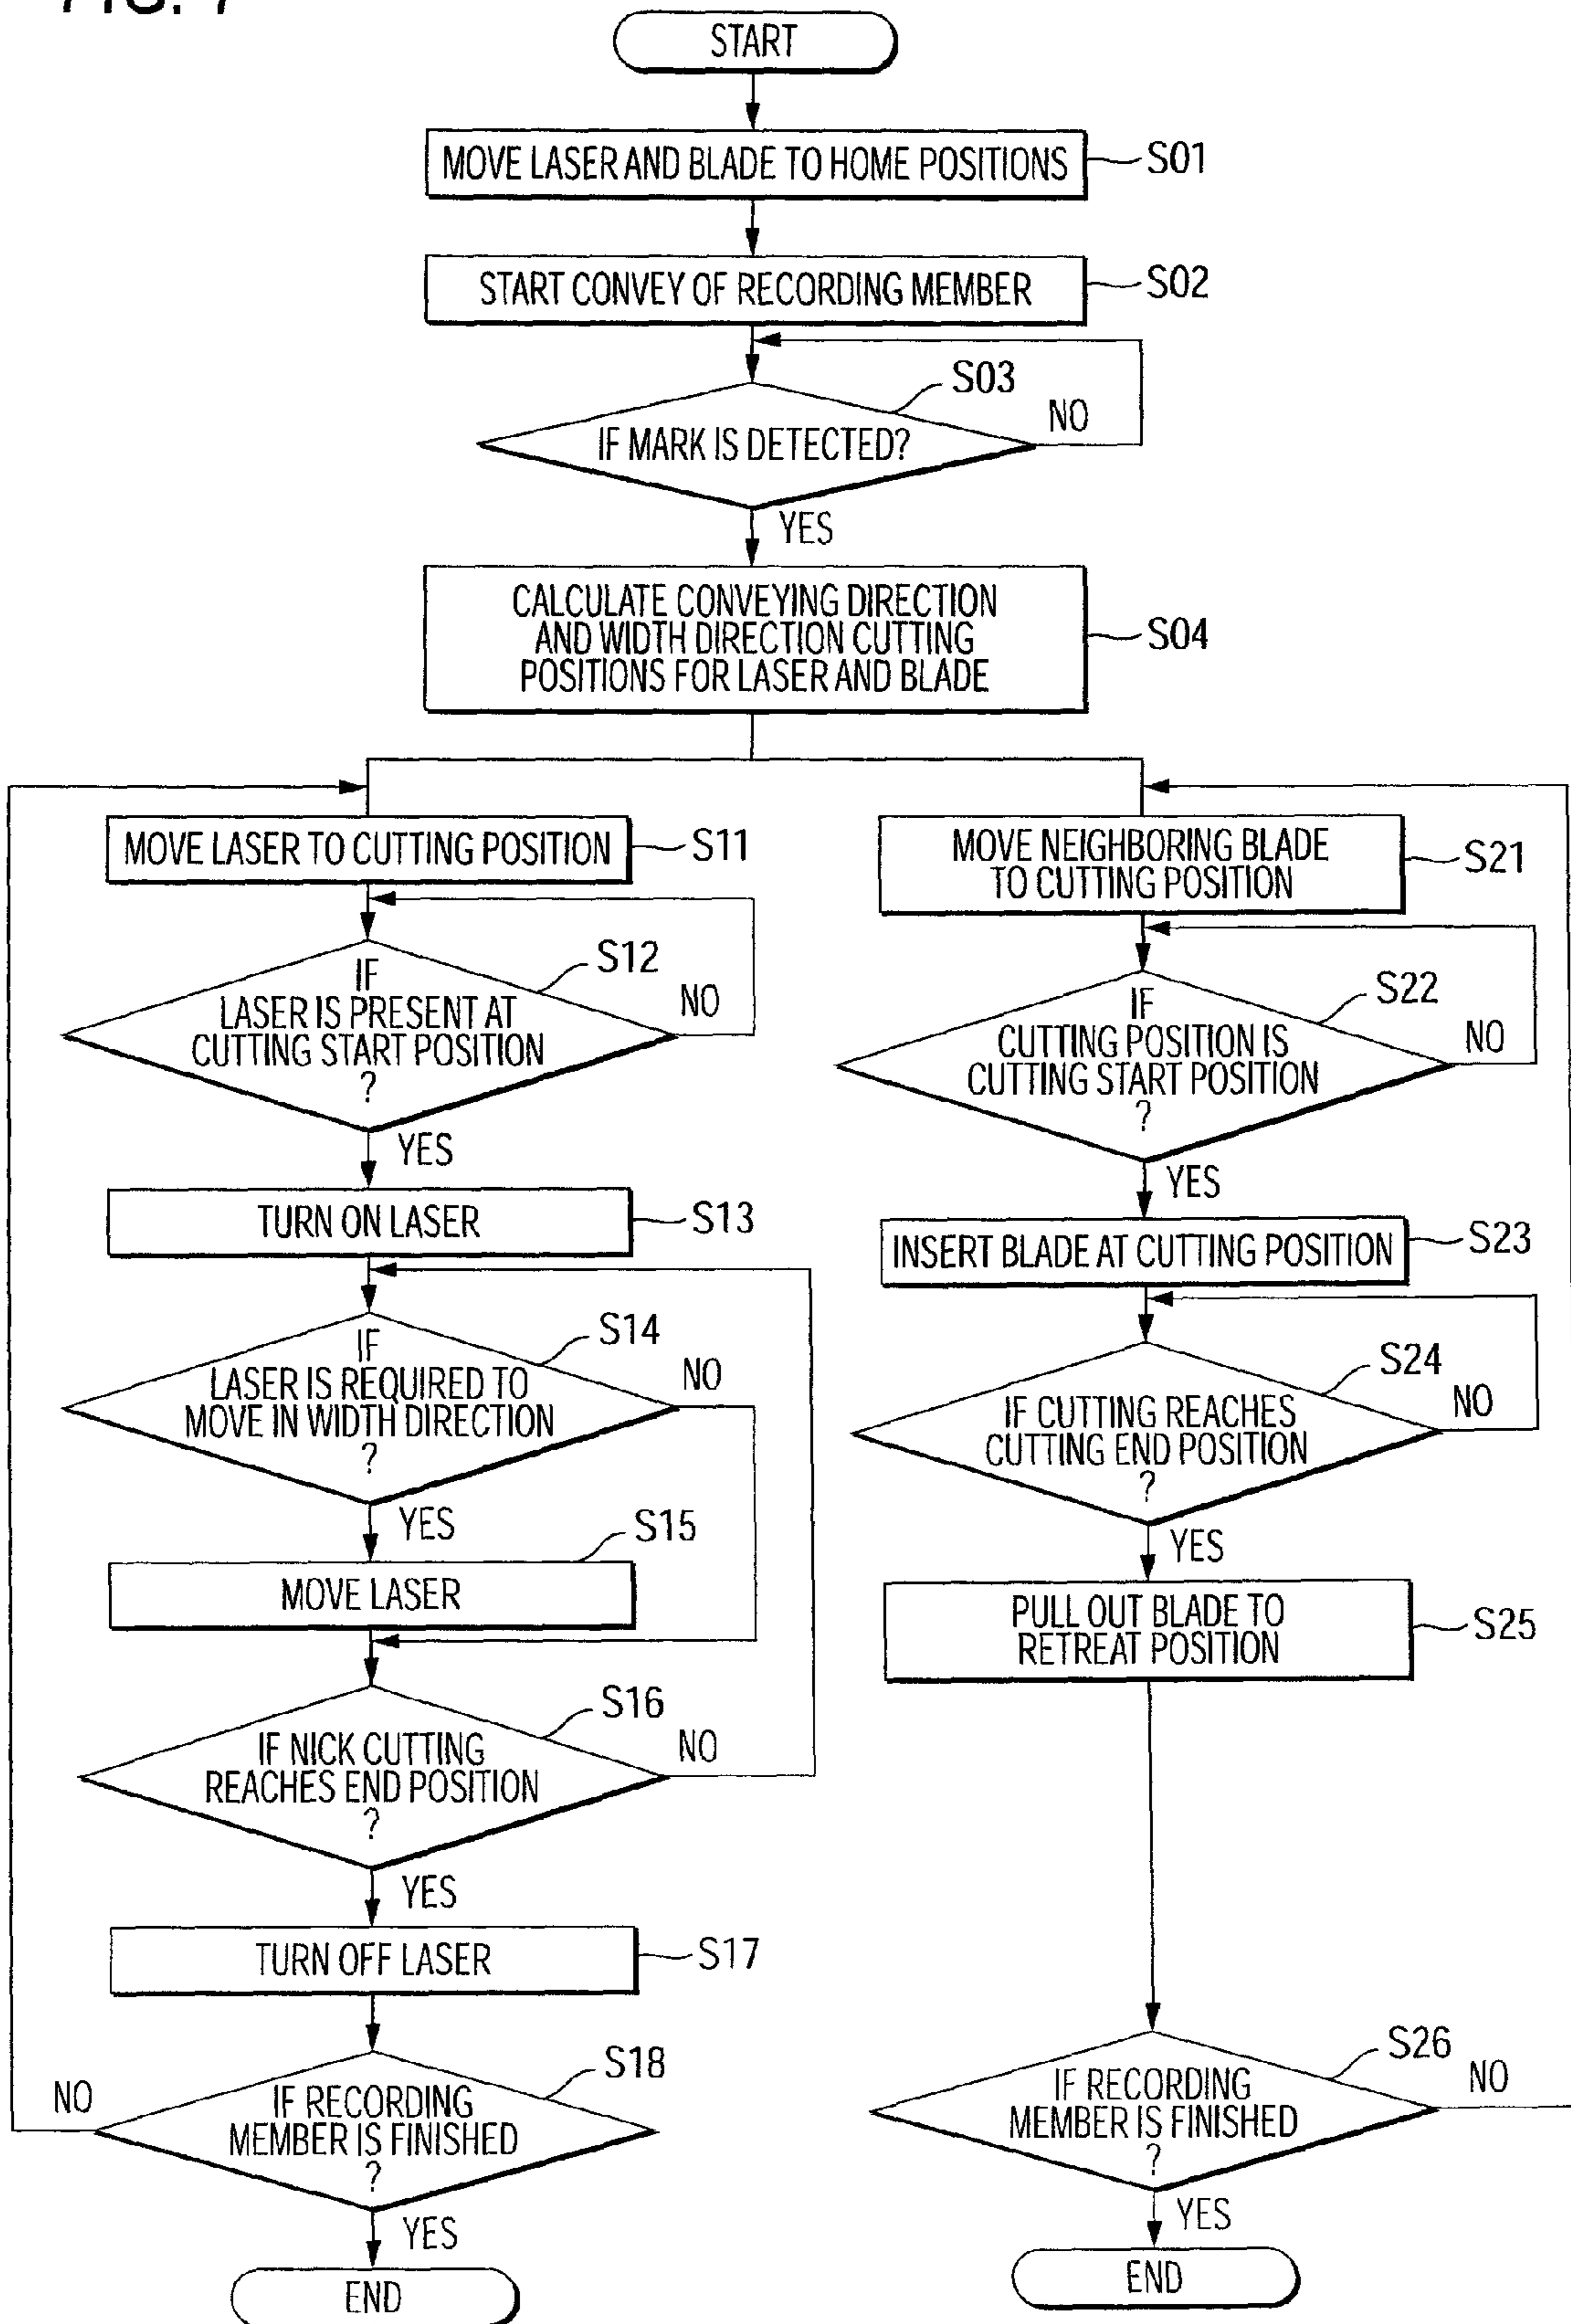 START
MOVE LASER AND BLADE TO HOME POSITIONS
S01
START CONVEY OF RECORDING MEMBER
S02
S03
NO
IF MARK IS DETECTED?
YES
CALCULATE CONVEYING DIRECTION
AND WIDTH DIRECTION CUTTING
POSITIONS FOR LASER AND BLADE
S04
MOVE LASER TO CUTTING POSITION
S11
S12
IF
LASER IS PRESENT AT
CUTTING START POSITION
?
NO
YES
TURN ON LASER
S13
S14
IF
LASER IS REQUIRED TO
MOVE IN WIDTH DIRECTION
?
NO
YES
S15
MOVE LASER
S16
IF NICK CUTTING
REACHES END POSITION
?
NO
YES
TURN OFF LASER
S17
S18
NO
IF RECORDING
MEMBER IS FINISHED
?
YES
END
MOVE NEIGHBORING BLADE
TO CUTTING POSITION
S21
S22
IF
CUTTING POSITION IS
CUTTING START POSITION
?
NO
YES
INSERT BLADE AT CUTTING POSITION
S23
S24
IF CUTTING REACHES
CUTTING END POSITION
?
NO
YES
PULL OUT BLADE TO
RETREAT POSITION
S25
S26
IF RECORDING
MEMBER IS FINISHED
?
NO
YES
END